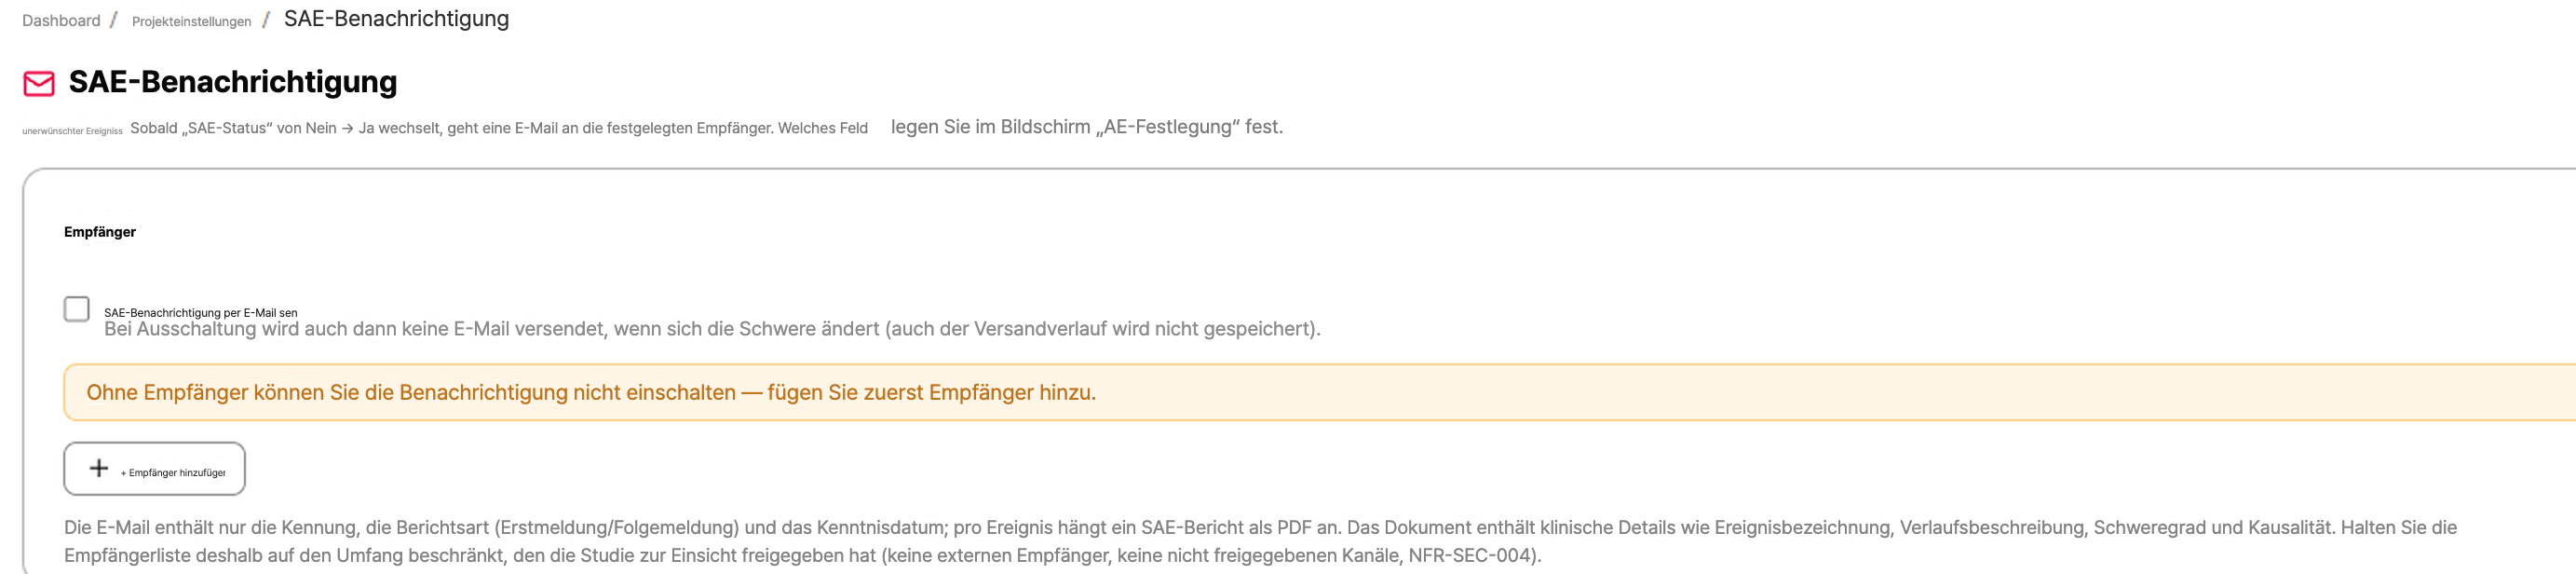 Dashboard / Projekteinstellungen / SAE-Benachrichtigung
SAE-Benachrichtigung
unerwünschter Ereigniss Sobald „SAE-Status“ von Nein → Ja wechselt, geht eine E-Mail an die festgelegten Empfänger. Welches Feld legen Sie im Bildschirm „AE-Festlegung“ fest.
Empfänger
SAE-Benachrichtigung per E-Mail sen
Bei Ausschaltung wird auch dann keine E-Mail versendet, wenn sich die Schwere ändert (auch der Versandverlauf wird nicht gespeichert).
Ohne Empfänger können Sie die Benachrichtigung nicht einschalten — fügen Sie zuerst Empfänger hinzu.
+ + Empfänger hinzufüger
Die E-Mail enthält nur die Kennung, die Berichtsart (Erstmeldung/Folgemeldung) und das Kenntnisdatum; pro Ereignis hängt ein SAE-Bericht als PDF an. Das Dokument enthält klinische Details wie Ereignisbezeichnung, Verlaufsbeschreibung, Schweregrad und Kausalität. Halten Sie die
Empfängerliste deshalb auf den Umfang beschränkt, den die Studie zur Einsicht freigegeben hat (keine externen Empfänger, keine nicht freigegebenen Kanäle, NFR-SEC-004).